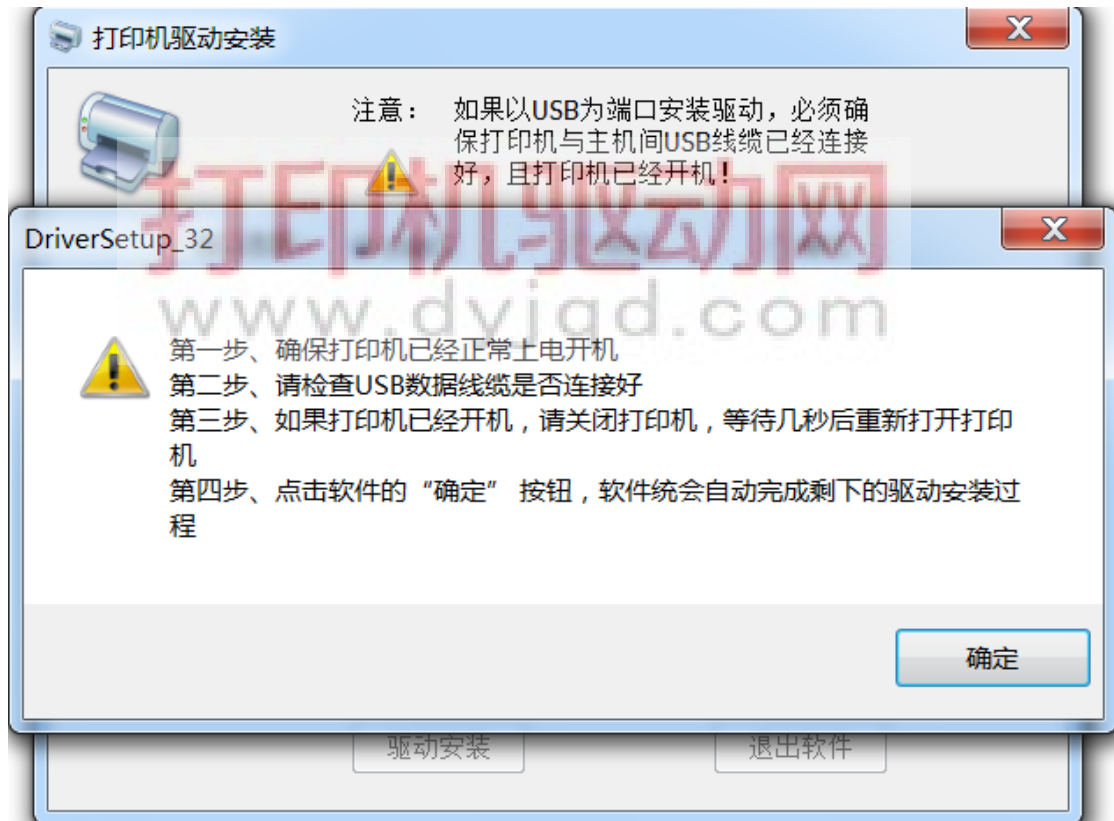 打印机驱动安装
注意： 如果以USB为端口安装驱动，必须确
保打印机与主机间USB线缆已经连接
好，且打印机已经开机！
打印机驱动网
DriverSetup_32
www.dyjqd.com
第一步、确保打印机已经正常上电开机
第二步、请检查USB数据线缆是否连接好
第三步、如果打印机已经开机，请关闭打印机，等待几秒后重新打开打印
机
第四步、点击软件的“确定” 按钮，软件统会自动完成剩下的驱动安装过
程
确定
驱动安装 退出软件